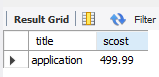 Result Grid Filter
title scost
application 499.99